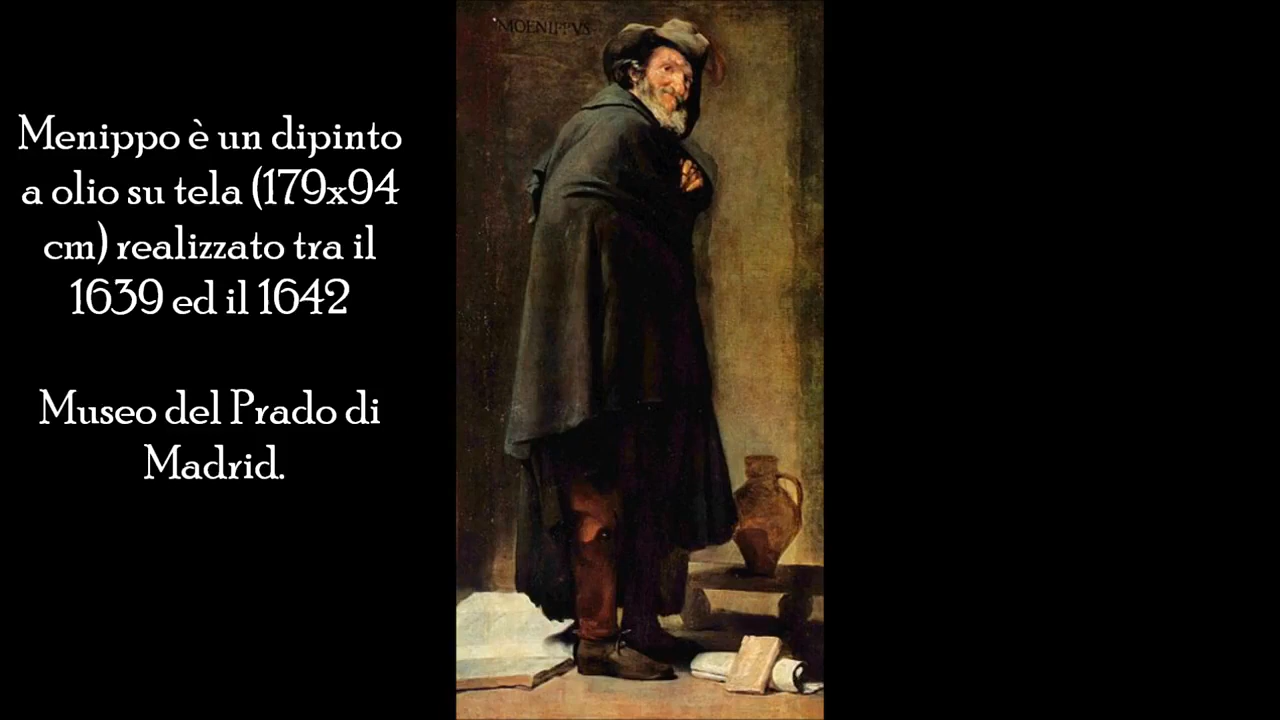 Menippo è un dipinto
a olio su tela (179x94
cm) realizzato tra il
1639 ed il 1642
Museo del Prado di
Madrid.
MOENIPPVS